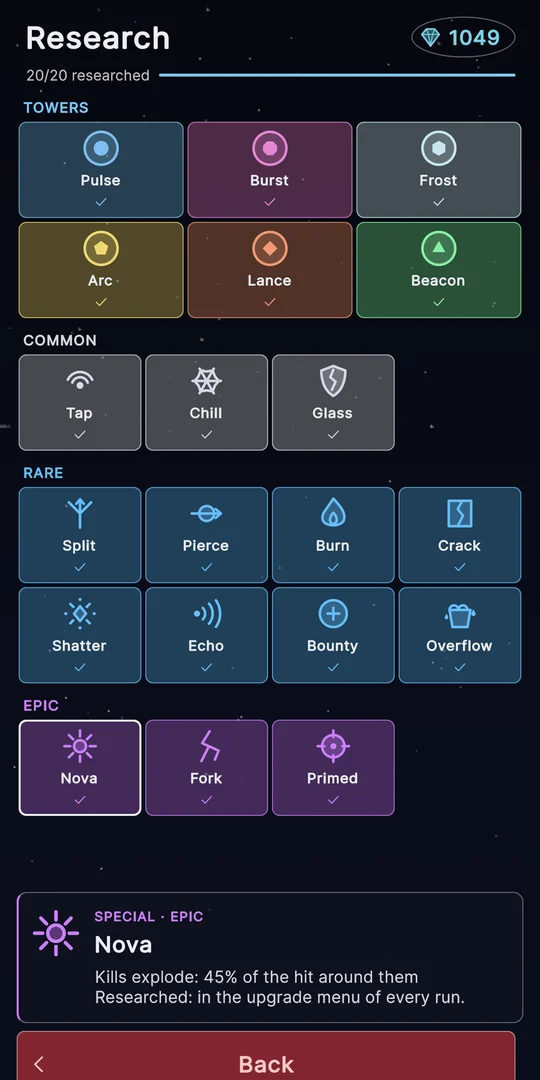 Research
1049
20/20 researched
TOWERS
Pulse
Burst
Frost
Arc
Lance
Beacon
COMMON
Tap
Chill
Glass
RARE
Split
Pierce
Burn
Crack
Shatter
Echo
Bounty
Overflow
EPIC
Nova
Fork
Primed
SPECIAL · EPIC
Nova
Kills explode: 45% of the hit around them
Researched: in the upgrade menu of every run.
Back